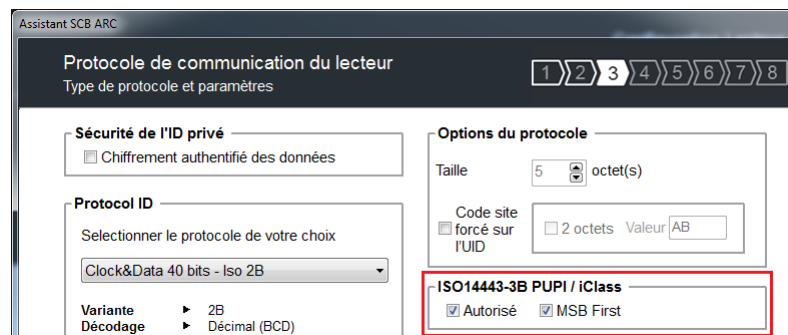 Assistant SCB ARC
Protocole de communication du lecteur
Type de protocole et paramètres
1 2 3 4 5 6 7 8
Sécurité de l'ID privé
Chiffrement authentifié des données
Protocol ID
Selectionner le protocole de votre choix
Clock&Data 40 bits - Iso 2B
Variante ► 2B
Décodage ► Décimal (BCD)
Options du protocole
Taille 5 octet(s)
Code site
forcé sur
l'UID
2 octets Valeur AB
ISO14443-3B PUPI / iClass
Autorisé MSB First